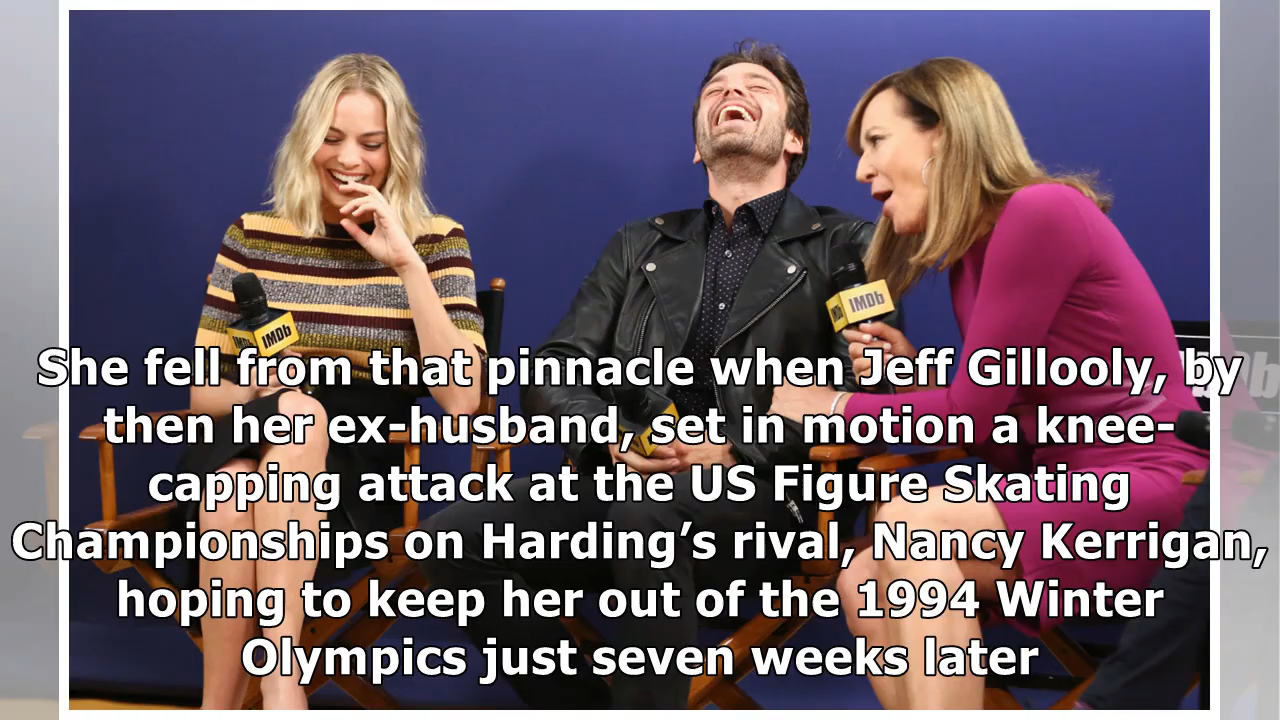 IMDb
IMDb
IMDb
She fell from that pinnacle when Jeff Gillooly, by
then her ex-husband, set in motion a knee-
capping attack at the US Figure Skating
Championships on Harding’s rival, Nancy Kerrigan,
hoping to keep her out of the 1994 Winter
Olympics just seven weeks later